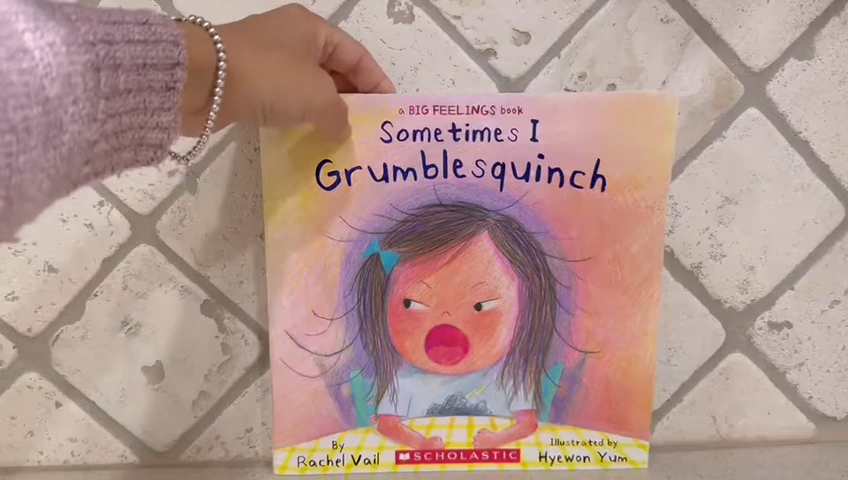 a BIG FEELINGS book
Sometimes I
Grumblesquinch
By
Rachel Vail
SCHOLASTIC
Illustrated by
Hyewon Yum